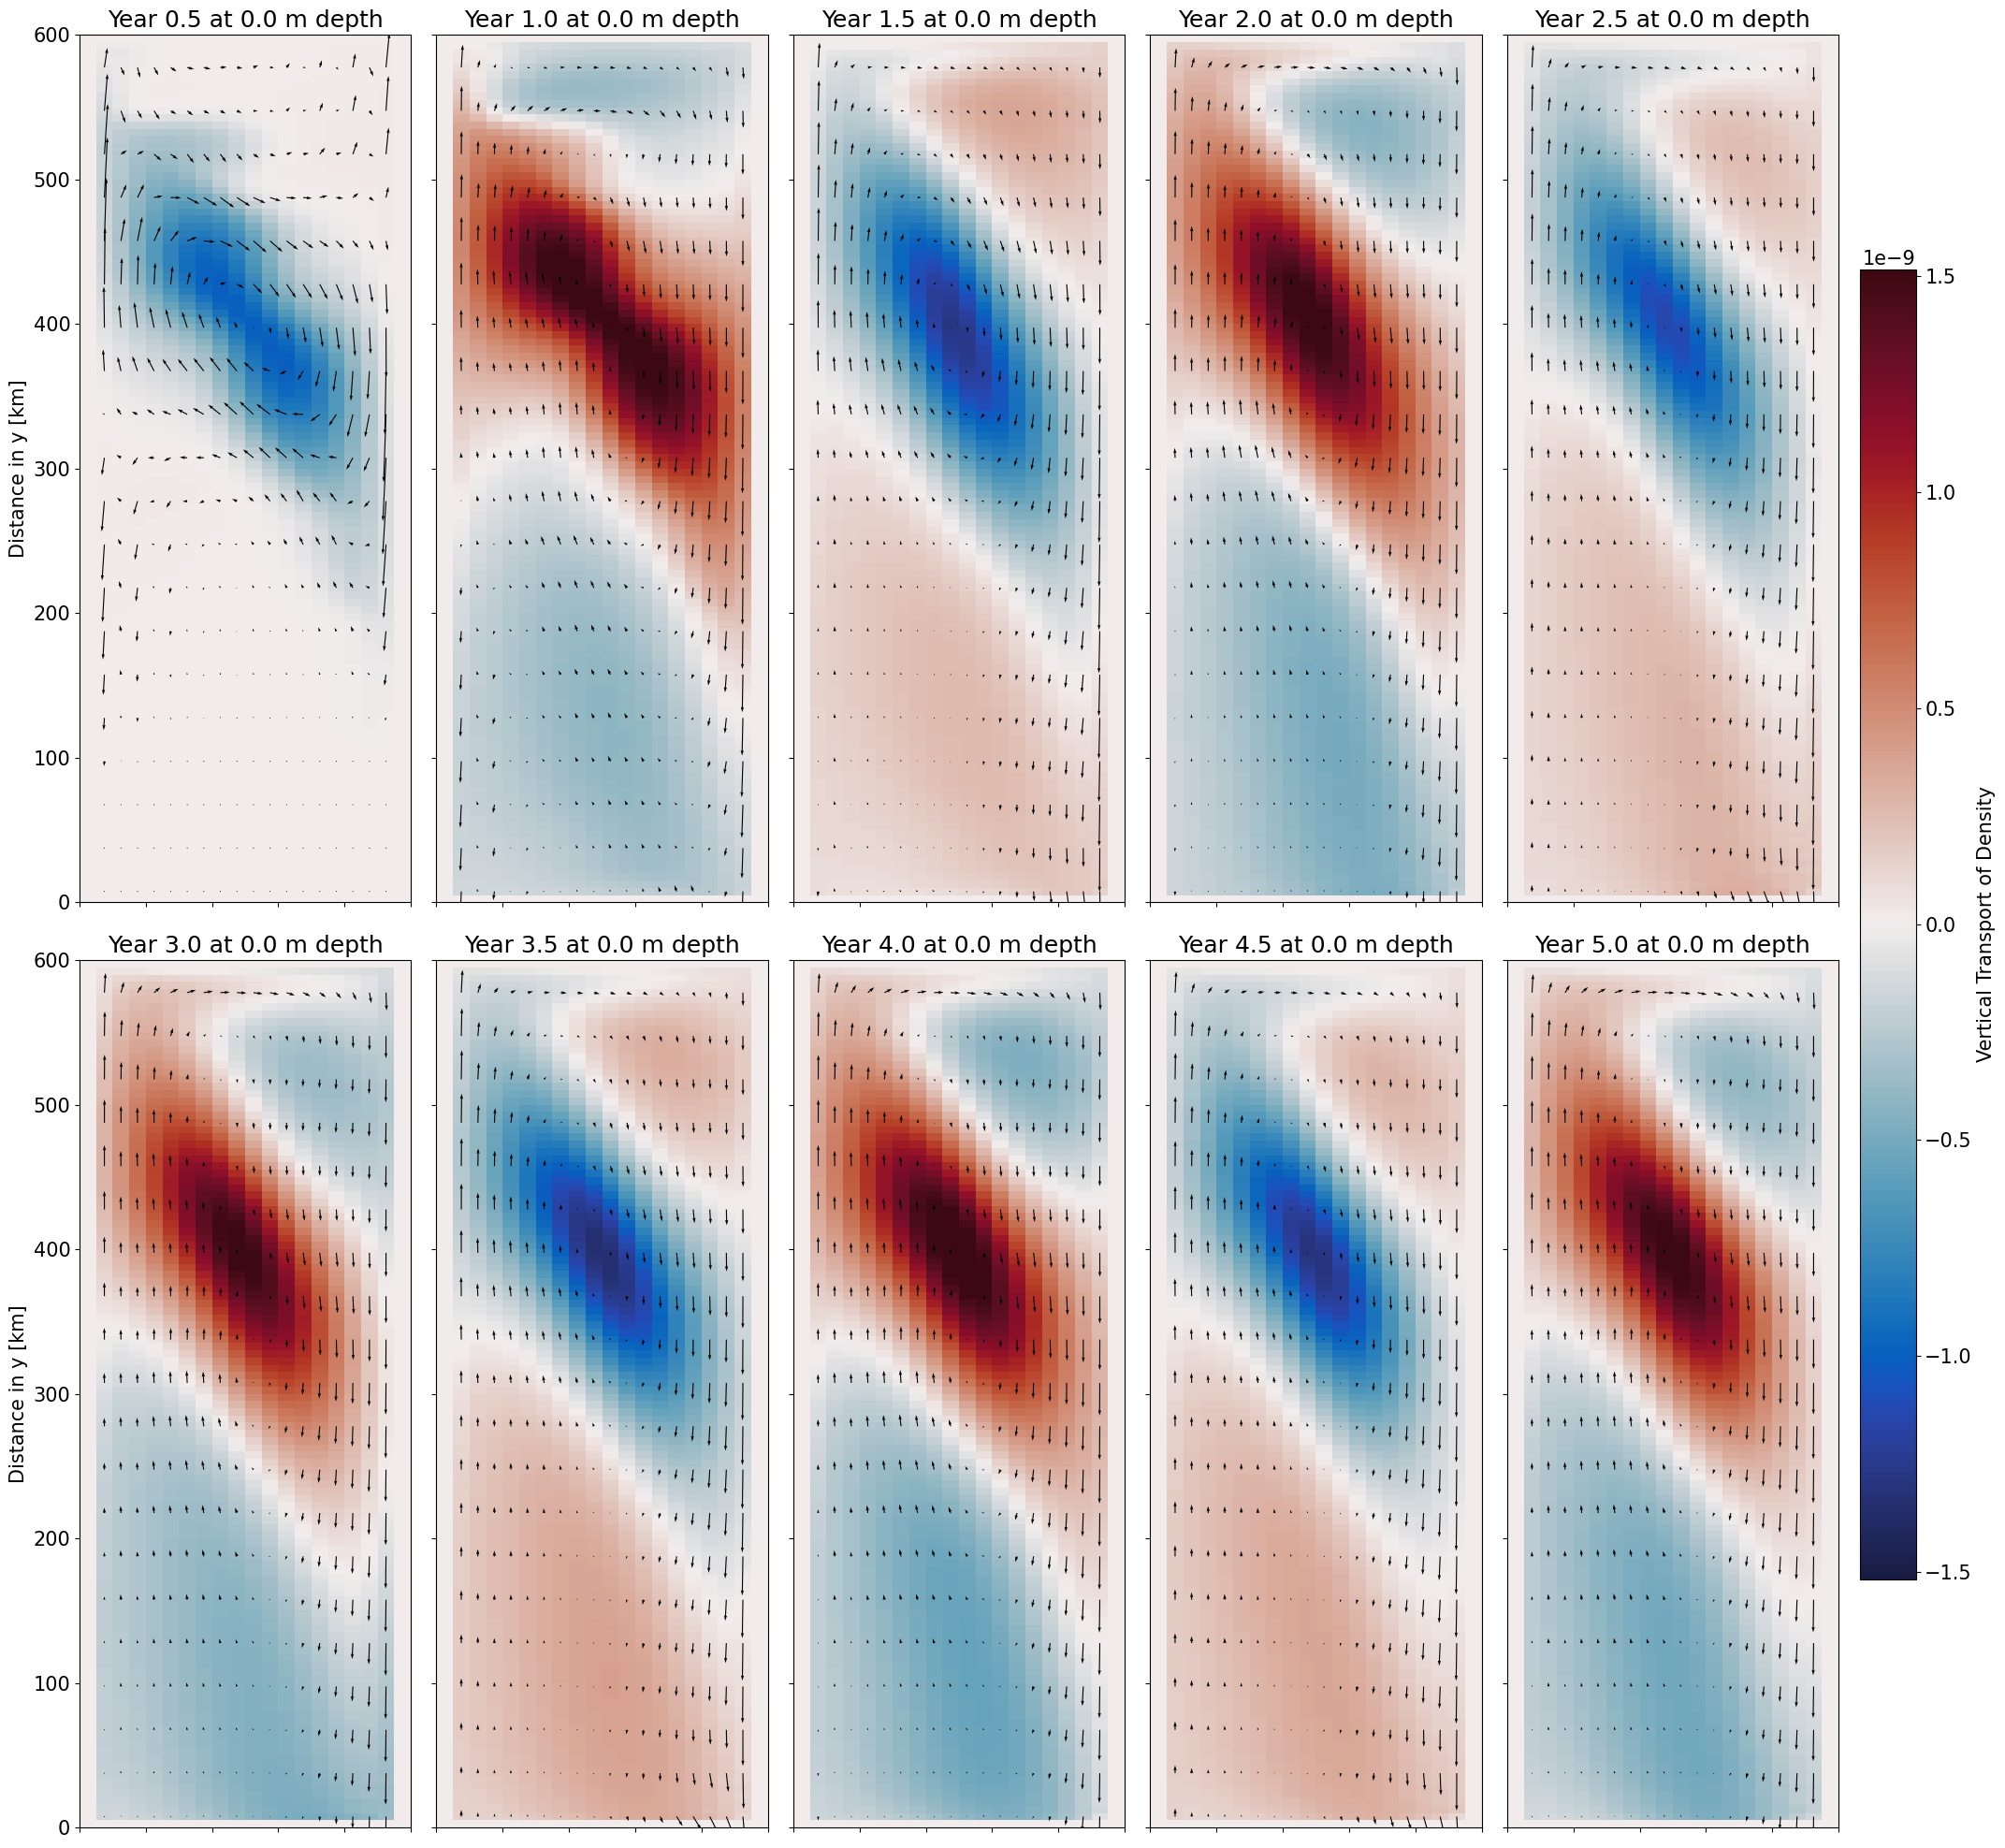 Year 0.5 at 0.0 m depth
Year 1.0 at 0.0 m depth
Year 1.5 at 0.0 m depth
Year 2.0 at 0.0 m depth
Year 2.5 at 0.0 m depth
600
500
400
300
200
100
0
Distance in y [km]
Year 3.0 at 0.0 m depth
Year 3.5 at 0.0 m depth
Year 4.0 at 0.0 m depth
Year 4.5 at 0.0 m depth
Year 5.0 at 0.0 m depth
600
500
400
300
200
100
0
Distance in y [km]
1e−9
1.5
1.0
0.5
0.0
−0.5
−1.0
−1.5
Vertical Transport of Density